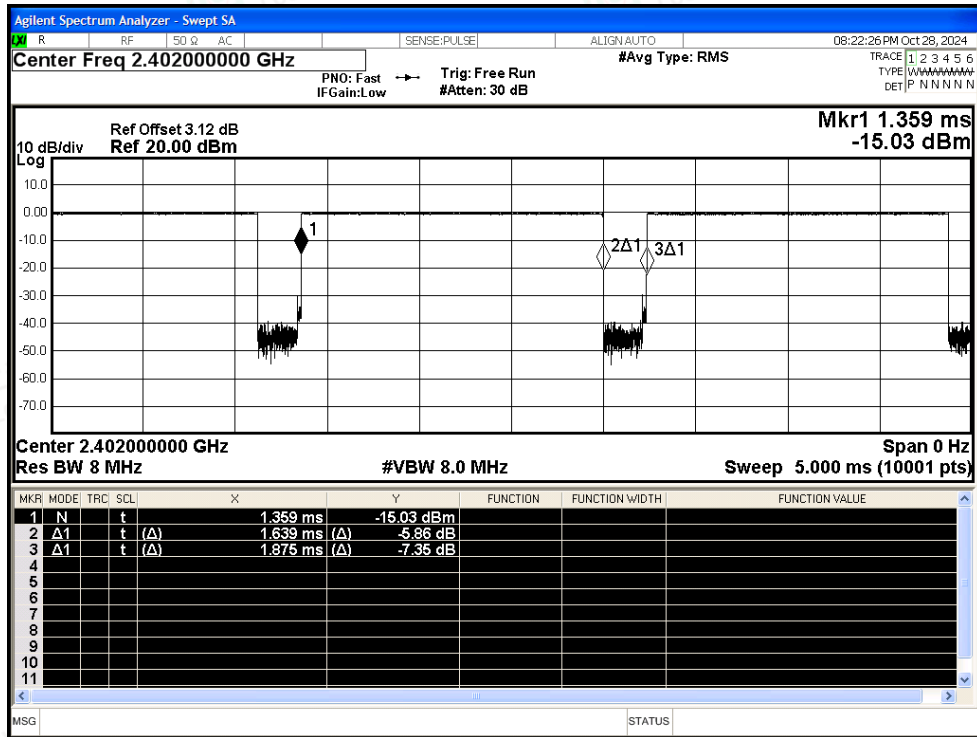 Agilent Spectrum Analyzer - Swept SA
LXI R RF 50 Ω AC SENSE:PULSE ALIGN AUTO 08:22:26 PM Oct 28, 2024
Center Freq 2.402000000 GHz #Avg Type: RMS TRACE 1 2 3 4 5 6
PNO: Fast Trig: Free Run TYPE WWWWWW
IFGain:Low #Atten: 30 dB DET P N N N N N
Mkr1 1.359 ms
Ref Offset 3.12 dB
10 dB/div Ref 20.00 dBm -15.03 dBm
Log
10.0
0.00
1
-10.0
2Δ1 3Δ1
-20.0
-30.0
-40.0
-50.0
-60.0
-70.0
Center 2.402000000 GHz Span 0 Hz
Res BW 8 MHz #VBW 8.0 MHz Sweep 5.000 ms (10001 pts)
MKR MODE TRC SCL X Y FUNCTION FUNCTION WIDTH FUNCTION VALUE
1 N t 1.359 ms -15.03 dBm
2 Δ1 t (Δ) 1.639 ms (Δ) -5.86 dB
3 Δ1 t (Δ) 1.875 ms (Δ) -7.35 dB
4
5
6
7
8
9
10
11
MSG STATUS